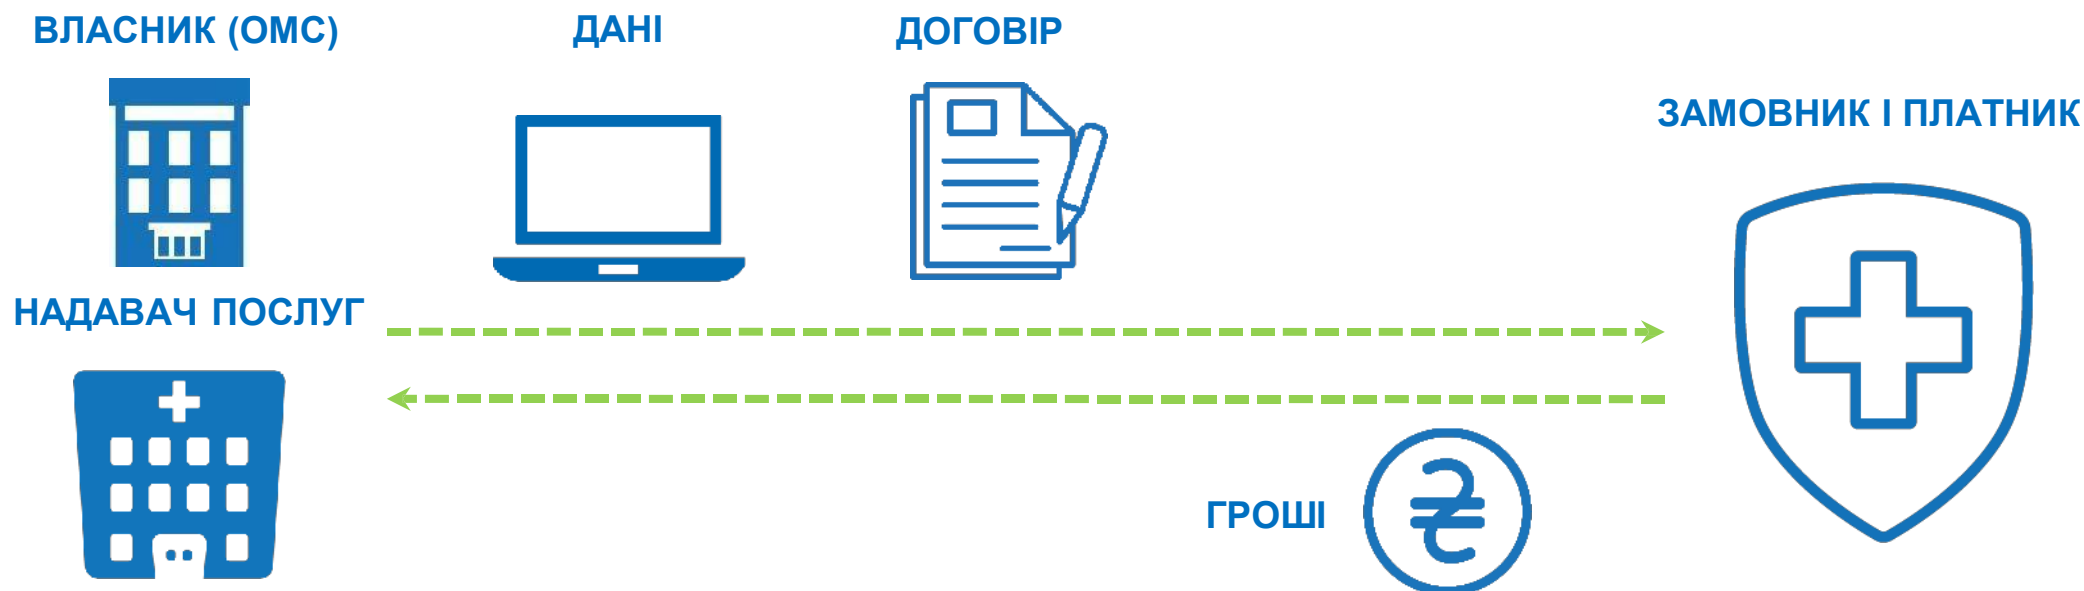 ВЛАСНИК (ОМС)
ДАНІ
ДОГОВІР
ЗАМОВНИК І ПЛАТНИК
НАДАВАЧ ПОСЛУГ
ГРОШІ
₴